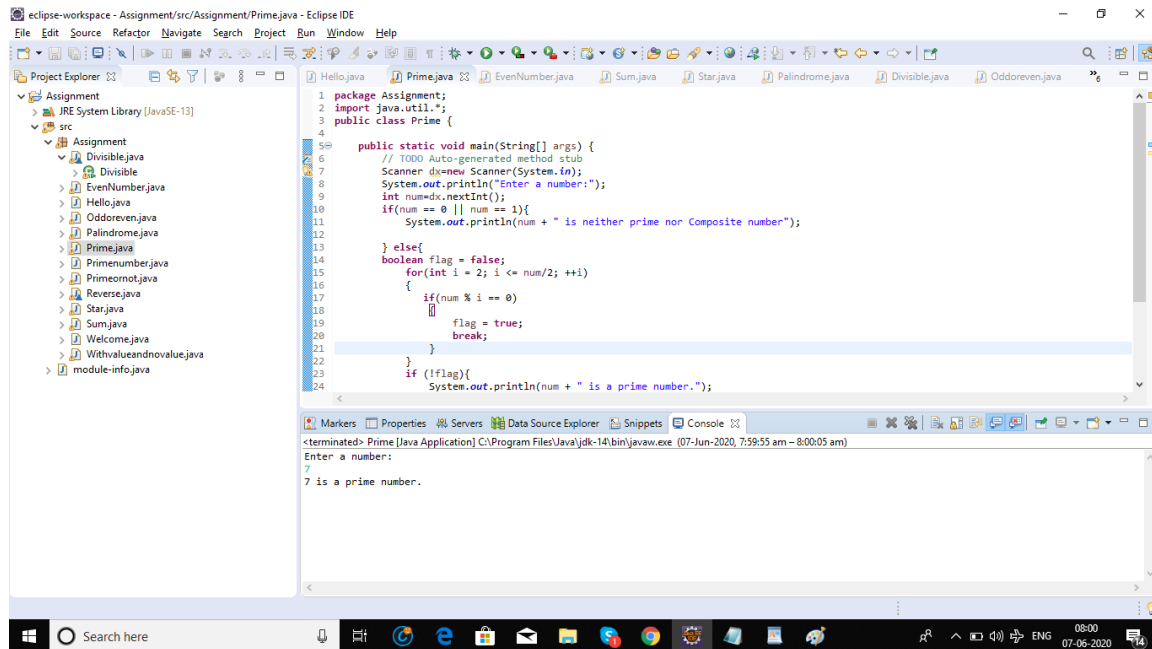 eclipse-workspace - Assignment/src/Assignment/Prime.java - Eclipse IDE
File Edit Source Refactor Navigate Search Project Run Window Help
Project Explorer
Assignment
JRE System Library [JavaSE-13]
src
Assignment
Divisible.java
Divisible
EvenNumber.java
Hello.java
Oddoreven.java
Palindrome.java
Prime.java
Primenumber.java
Primeornot.java
Reverse.java
Star.java
Sum.java
Welcome.java
Withvalueandnovalue.java
module-info.java
Hello.java Prime.java EvenNumber.java Sum.java Star.java Palindrome.java Divisible.java Oddoreven.java »6
1 package Assignment;
2 import java.util.*;
3 public class Prime {
4
5 public static void main(String[] args) {
6 // TODO Auto-generated method stub
7 Scanner dx=new Scanner(System.in);
8 System.out.println("Enter a number:");
9 int num=dx.nextInt();
10 if(num == 0 || num == 1){
11 System.out.println(num + " is neither prime nor Composite number");
12
13 } else{
14 boolean flag = false;
15 for(int i = 2; i <= num/2; ++i)
16 {
17 if(num % i == 0)
18 {
19 flag = true;
20 break;
21 }
22 }
23 if (!flag){
24 System.out.println(num + " is a prime number.");
Markers Properties Servers Data Source Explorer Snippets Console
<terminated> Prime [Java Application] C:\Program Files\Java\jdk-14\bin\javaw.exe (07-Jun-2020, 7:59:55 am – 8:00:05 am)
Enter a number:
7
7 is a prime number.
Search here
ENG
08:00
07-06-2020
14